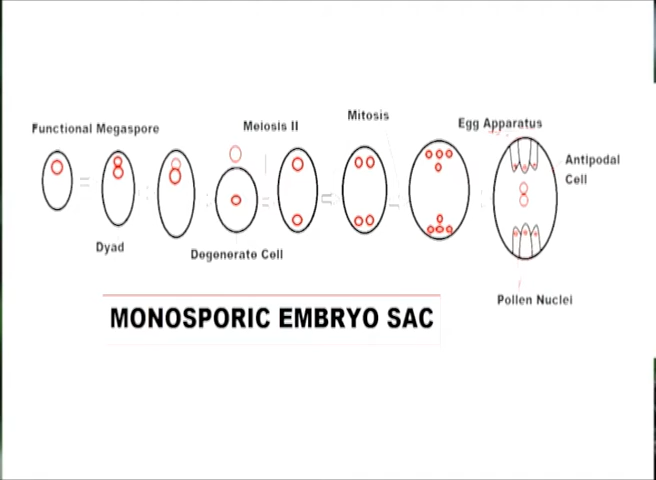 Functional Megaspore
Meiosis II
Mitosis
Egg Apparatus
Antipodal
Cell
Dyad
Degenerate Cell
Pollen Nuclei
MONOSPORIC EMBRYO SAC